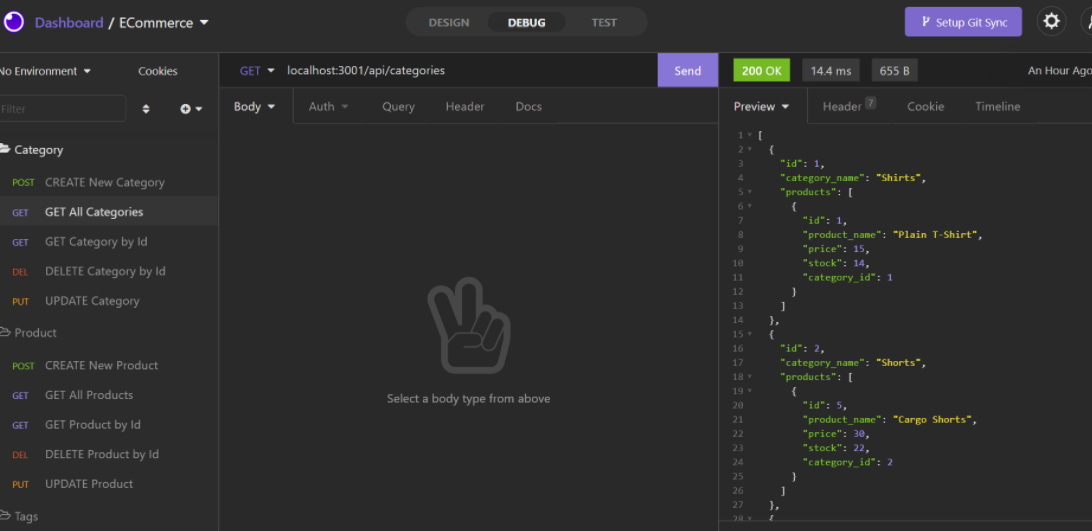 Dashboard / ECommerce
DESIGN DEBUG TEST
Setup Git Sync
No Environment Cookies
GET localhost:3001/api/categories Send
200 OK 14.4 ms 655 B An Hour Ago
Filter
Body Auth Query Header Docs
Preview Header 7 Cookie Timeline
Category
POST CREATE New Category
GET GET All Categories
GET GET Category by Id
DEL DELETE Category by Id
PUT UPDATE Category
Product
POST CREATE New Product
GET GET All Products
GET GET Product by Id
DEL DELETE Product by Id
PUT UPDATE Product
Tags
Select a body type from above
1 [
2 {
3 "id": 1,
4 "category_name": "Shirts",
5 "products": [
6 {
7 "id": 1,
8 "product_name": "Plain T-Shirt",
9 "price": 15,
10 "stock": 14,
11 "category_id": 1
12 }
13 ]
14 },
15 {
16 "id": 2,
17 "category_name": "Shorts",
18 "products": [
19 {
20 "id": 5,
21 "product_name": "Cargo Shorts",
22 "price": 30,
23 "stock": 22,
24 "category_id": 2
25 }
26 ]
27 },
28 {